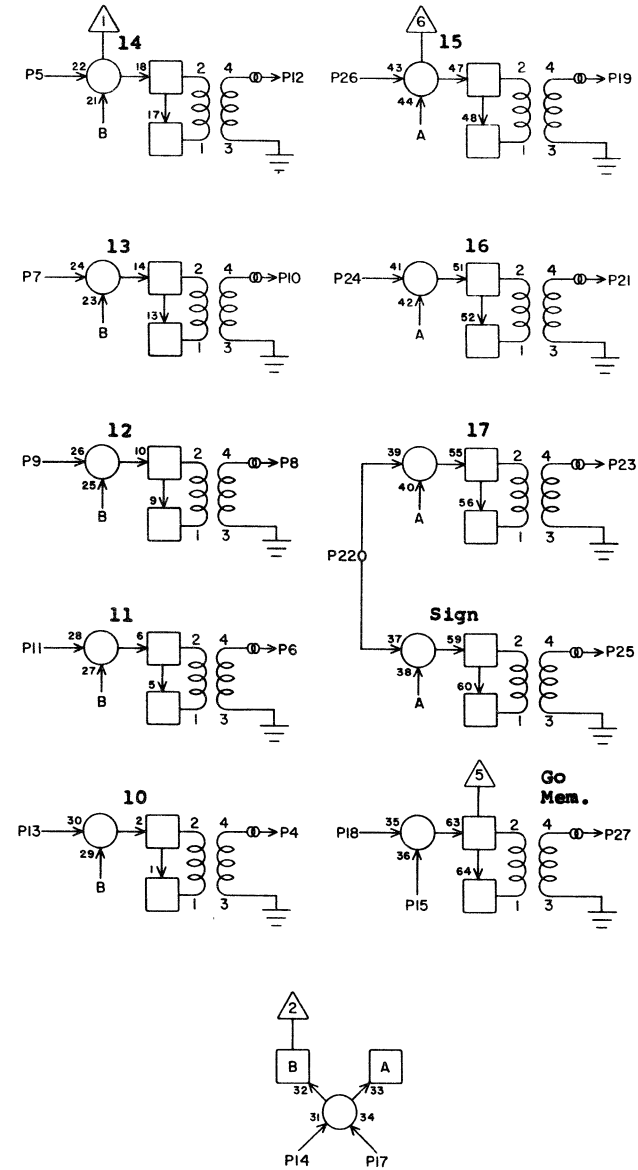 1
14
22
18
2
4
P5
P12
21
17
B
1
3
6
15
43
47
2
4
P26
P19
44
48
A
1
3
13
24
14
2
4
P7
P10
23
13
B
1
3
16
41
51
2
4
P24
P21
42
52
A
1
3
12
26
10
2
4
P9
P8
25
9
B
1
3
17
39
55
2
4
P23
40
56
A
1
3
P22
11
28
6
2
4
P11
P6
27
5
B
1
3
Sign
37
59
2
4
P25
38
60
A
1
3
10
30
2
2
4
P13
P4
29
1
B
1
3
5
Go
Mem.
35
63
2
4
P18
P27
36
64
P15
1
3
2
B
A
32
33
31
34
P14
P17